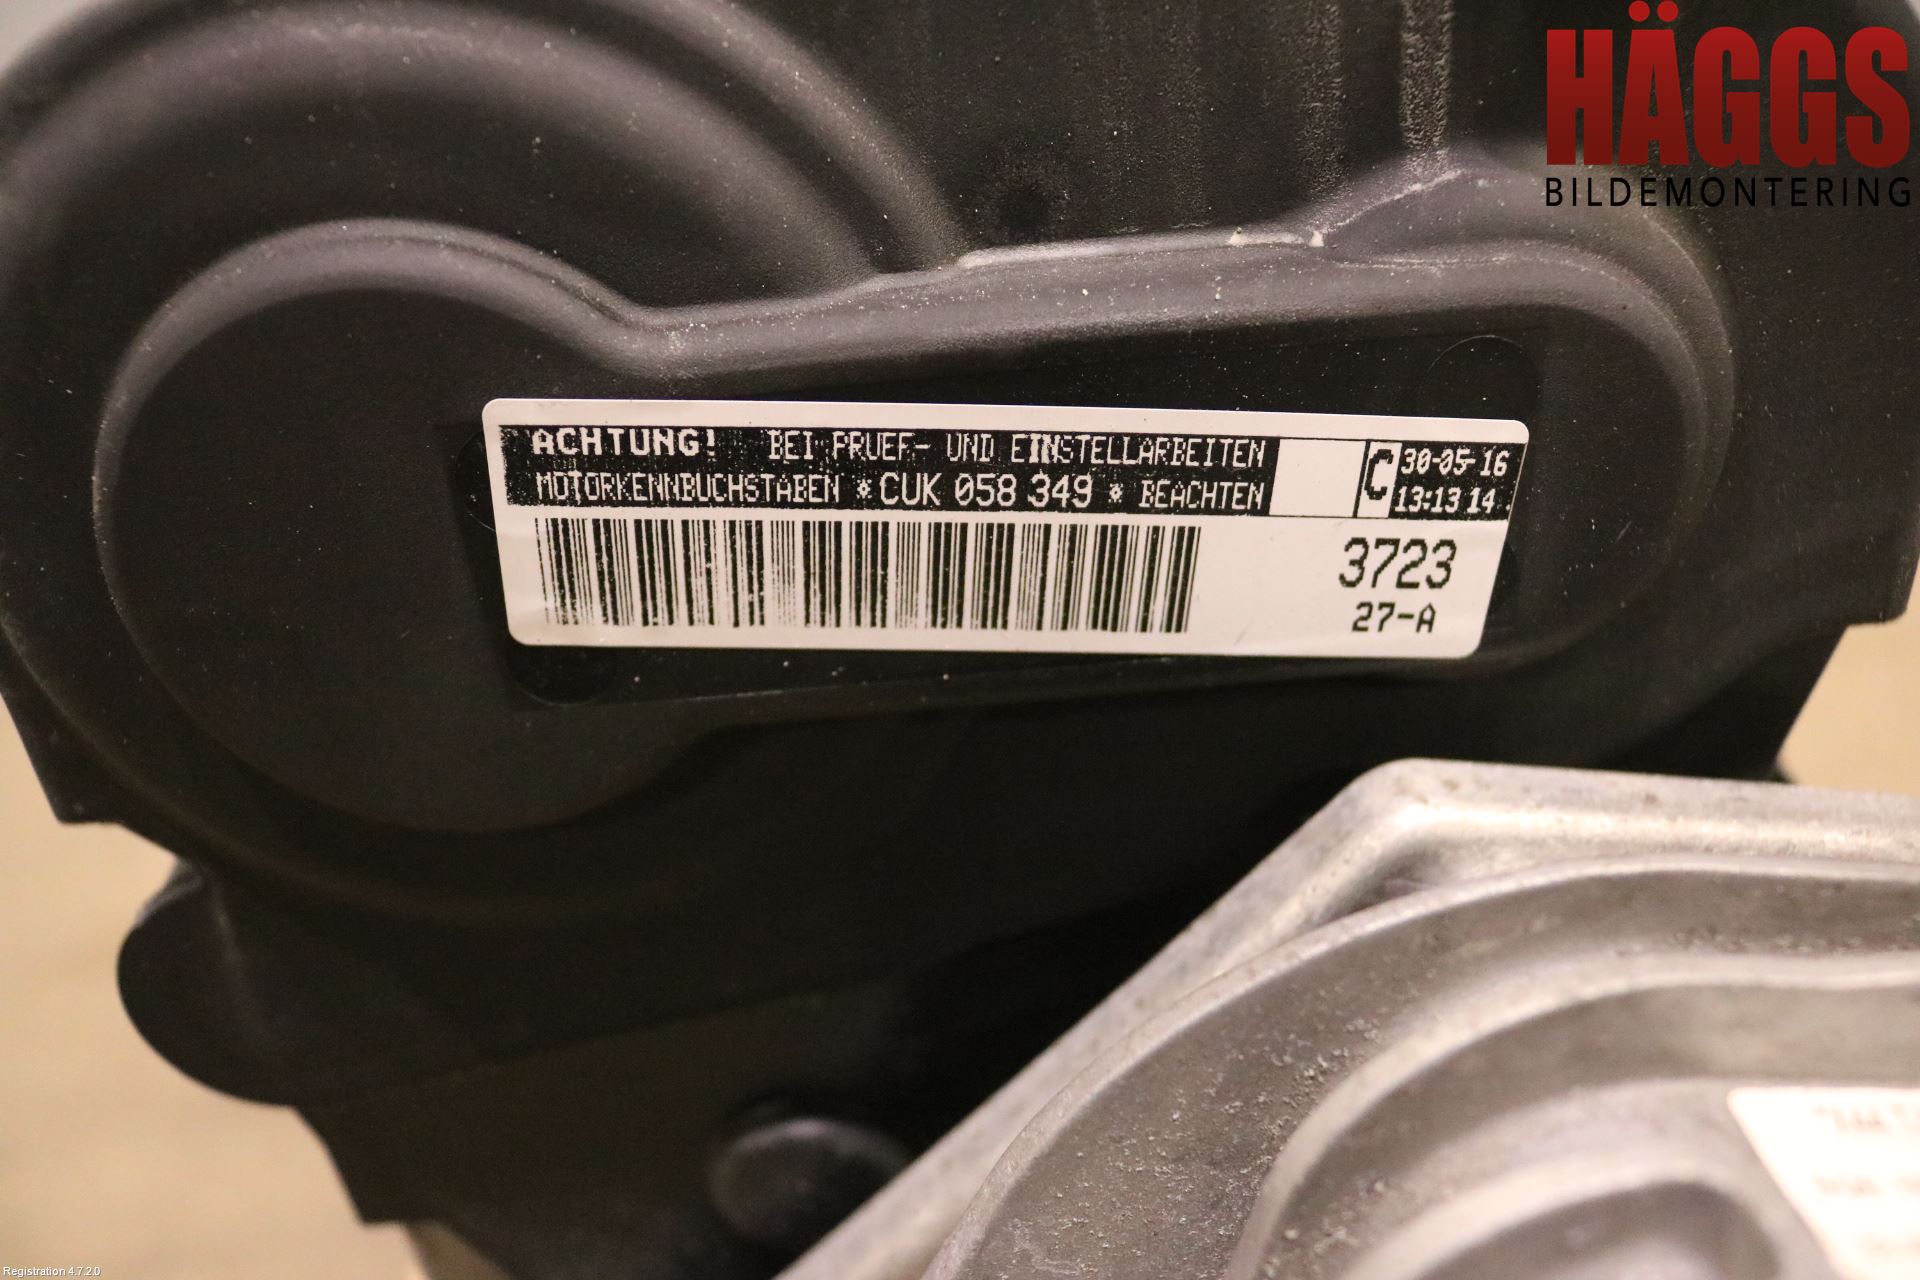 HÄGGS
BILDEMONTERING
ACHTUNG! BEI PRUEF- UND EINSTELLARBEITEN
MOTORKENNBUCHSTABEN *CUK 058 349 * BEACHTEN
C 30-05-16
13:13 14
3723
27-A
Registration 4.7.2.0